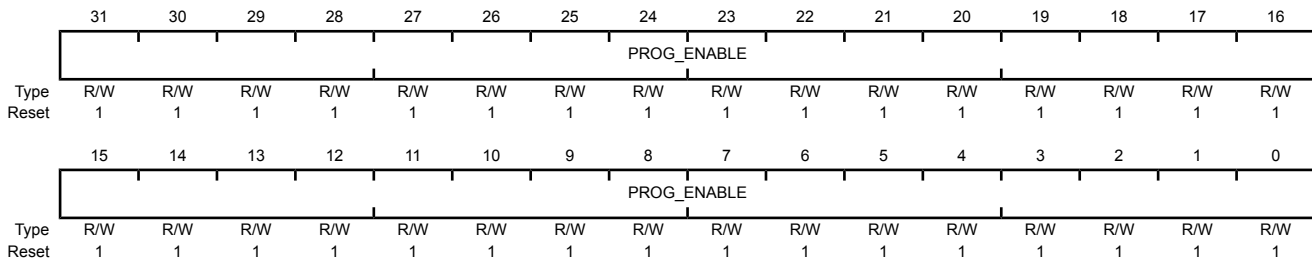 31 30 29 28 27 26 25 24 23 22 21 20 19 18 17 16
PROG_ENABLE
Type R/W R/W R/W R/W R/W R/W R/W R/W R/W R/W R/W R/W R/W R/W R/W R/W
Reset 1 1 1 1 1 1 1 1 1 1 1 1 1 1 1 1
15 14 13 12 11 10 9 8 7 6 5 4 3 2 1 0
PROG_ENABLE
Type R/W R/W R/W R/W R/W R/W R/W R/W R/W R/W R/W R/W R/W R/W R/W R/W
Reset 1 1 1 1 1 1 1 1 1 1 1 1 1 1 1 1